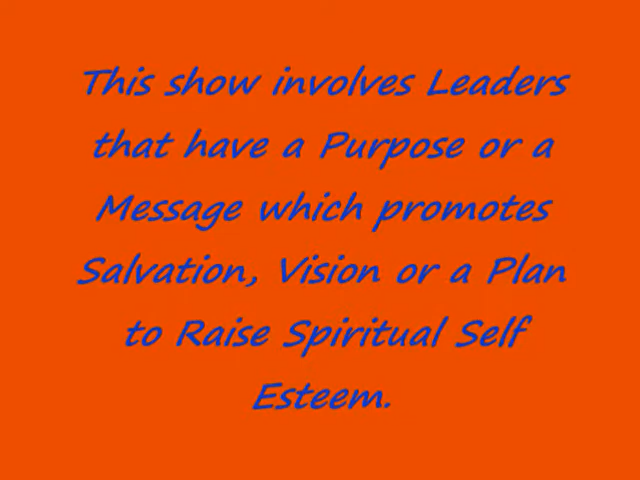 This show involves Leaders
that have a Purpose or a
Message which promotes
Salvation, Vision or a Plan
to Raise Spiritual Self
Esteem.